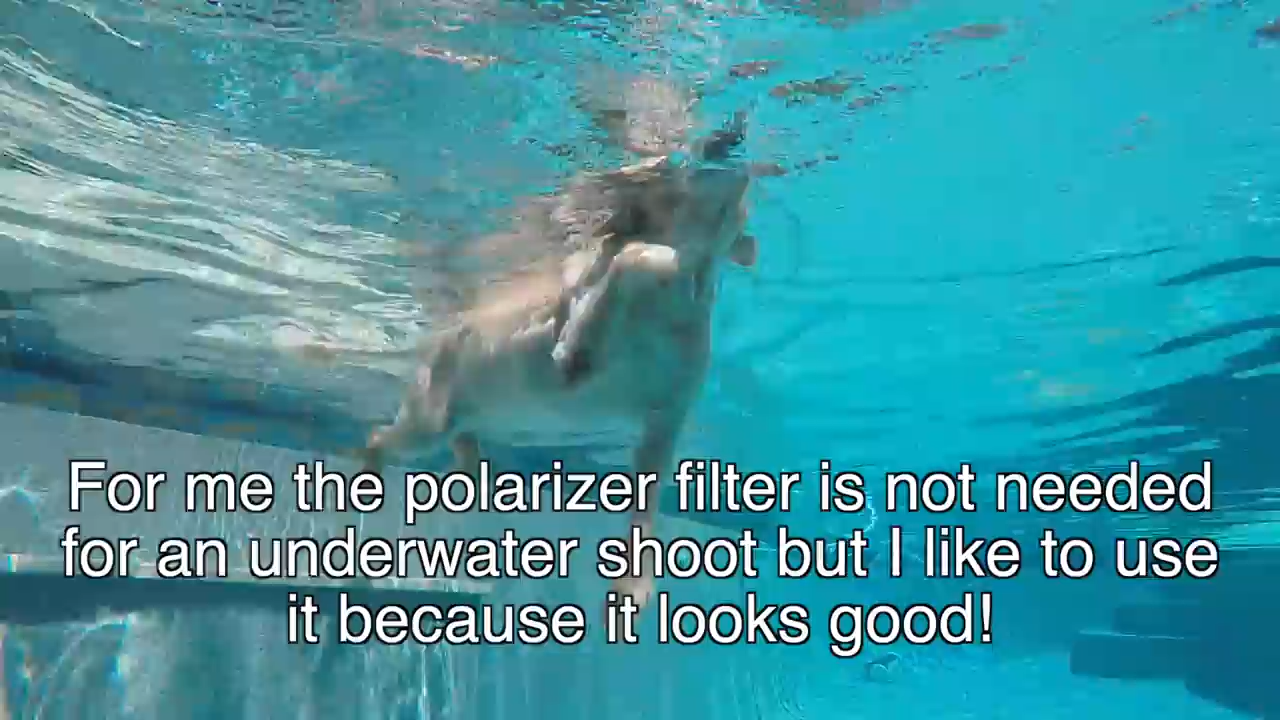 For me the polarizer filter is not needed
for an underwater shoot but I like to use
it because it looks good!